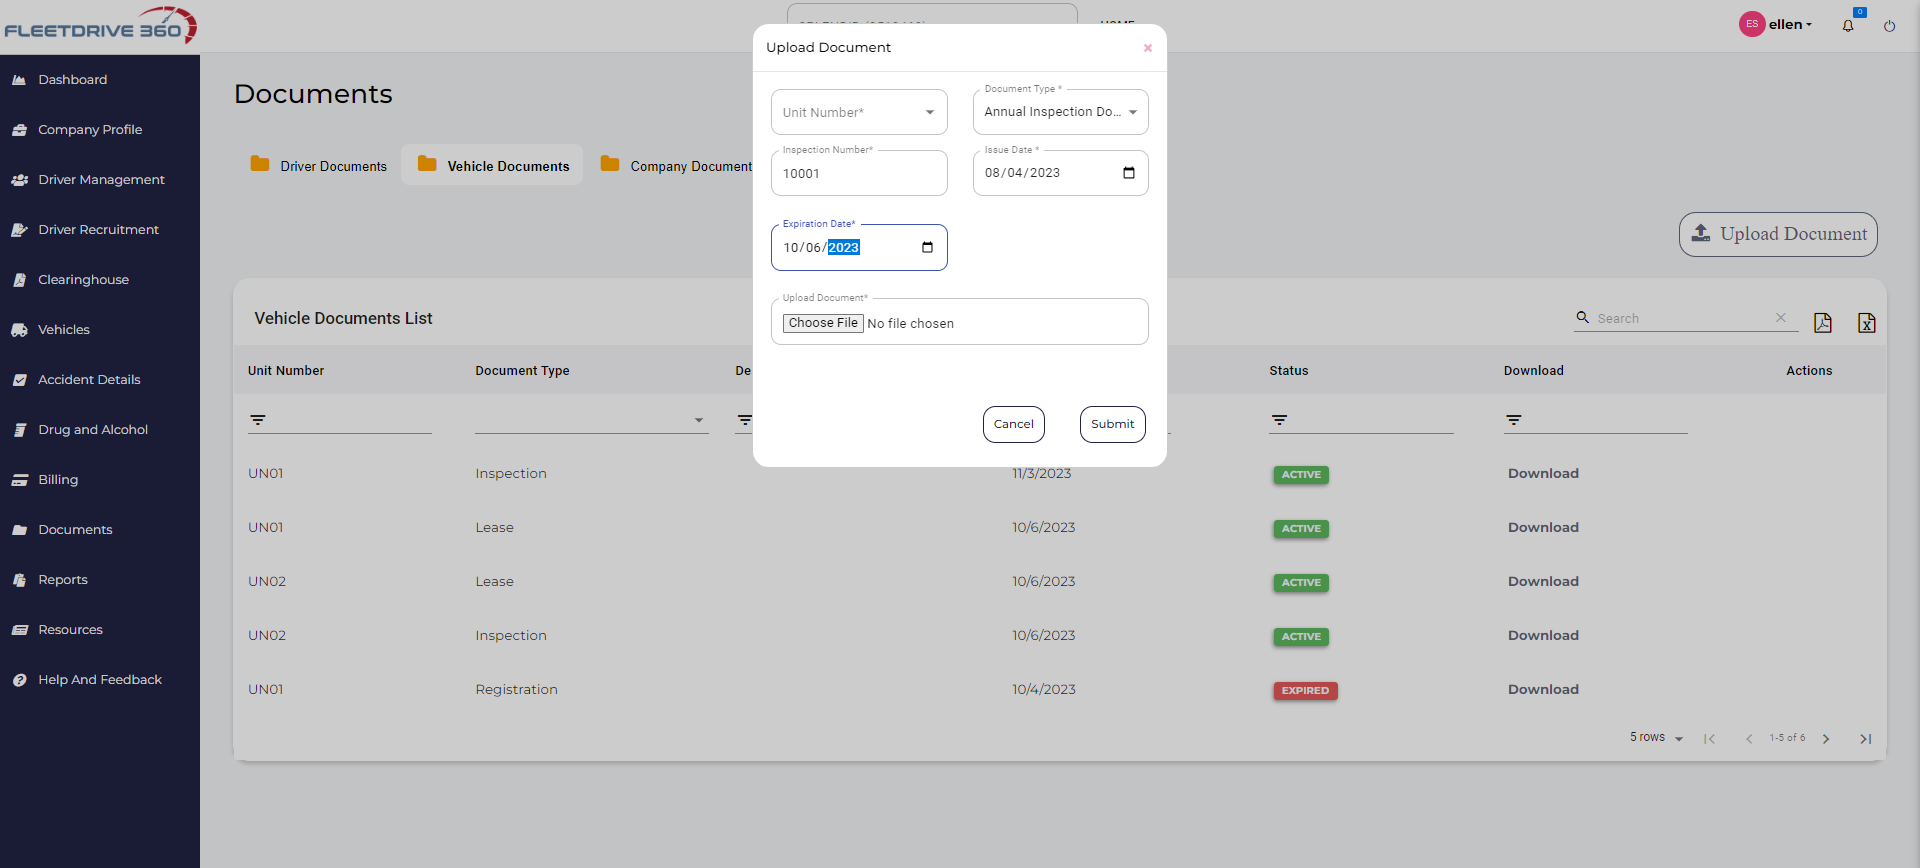 FLEETDRIVE 360
ES ellen
0
Dashboard
Company Profile
Driver Management
Driver Recruitment
Clearinghouse
Vehicles
Accident Details
Drug and Alcohol
Billing
Documents
Reports
Resources
Help And Feedback
Documents
Driver Documents
Vehicle Documents
Company Document
Upload Document
Upload Document
×
Unit Number*
Document Type *
Annual Inspection Do...
Inspection Number*
10001
Issue Date *
08/04/2023
Expiration Date*
10/06/2023
Upload Document*
Choose File No file chosen
Cancel
Submit
Vehicle Documents List
Search
Unit Number Document Type De Status Download Actions
UN01 Inspection 11/3/2023 ACTIVE Download
UN01 Lease 10/6/2023 ACTIVE Download
UN02 Lease 10/6/2023 ACTIVE Download
UN02 Inspection 10/6/2023 ACTIVE Download
UN01 Registration 10/4/2023 EXPIRED Download
5 rows 1-5 of 6